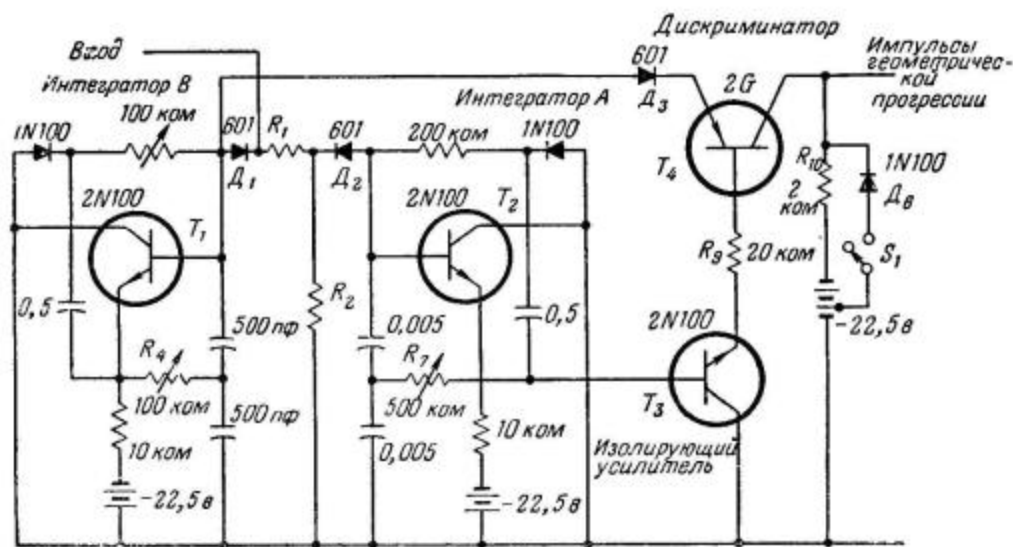 Дискриминатор
Вход
Импульсы
геометричес-
кой
прогрессии
601
Д3
2G
Интегратор В
100 ком
Интегратор А
1N100
601
Д1
R1
601
Д2
200 ком
1N100
T4
R10
2
ком
1N100
Д6
2N100
T1
2N100
T2
S1
R9
20 ком
0,5
500 пф
R2
0,005
0,5
2N100
-22,5 в
R4
100 ком
R7
500 ком
T3
500 пф
0,005
10 ком
10 ком
Изолирующий
усилитель
-22,5 в
-22,5 в